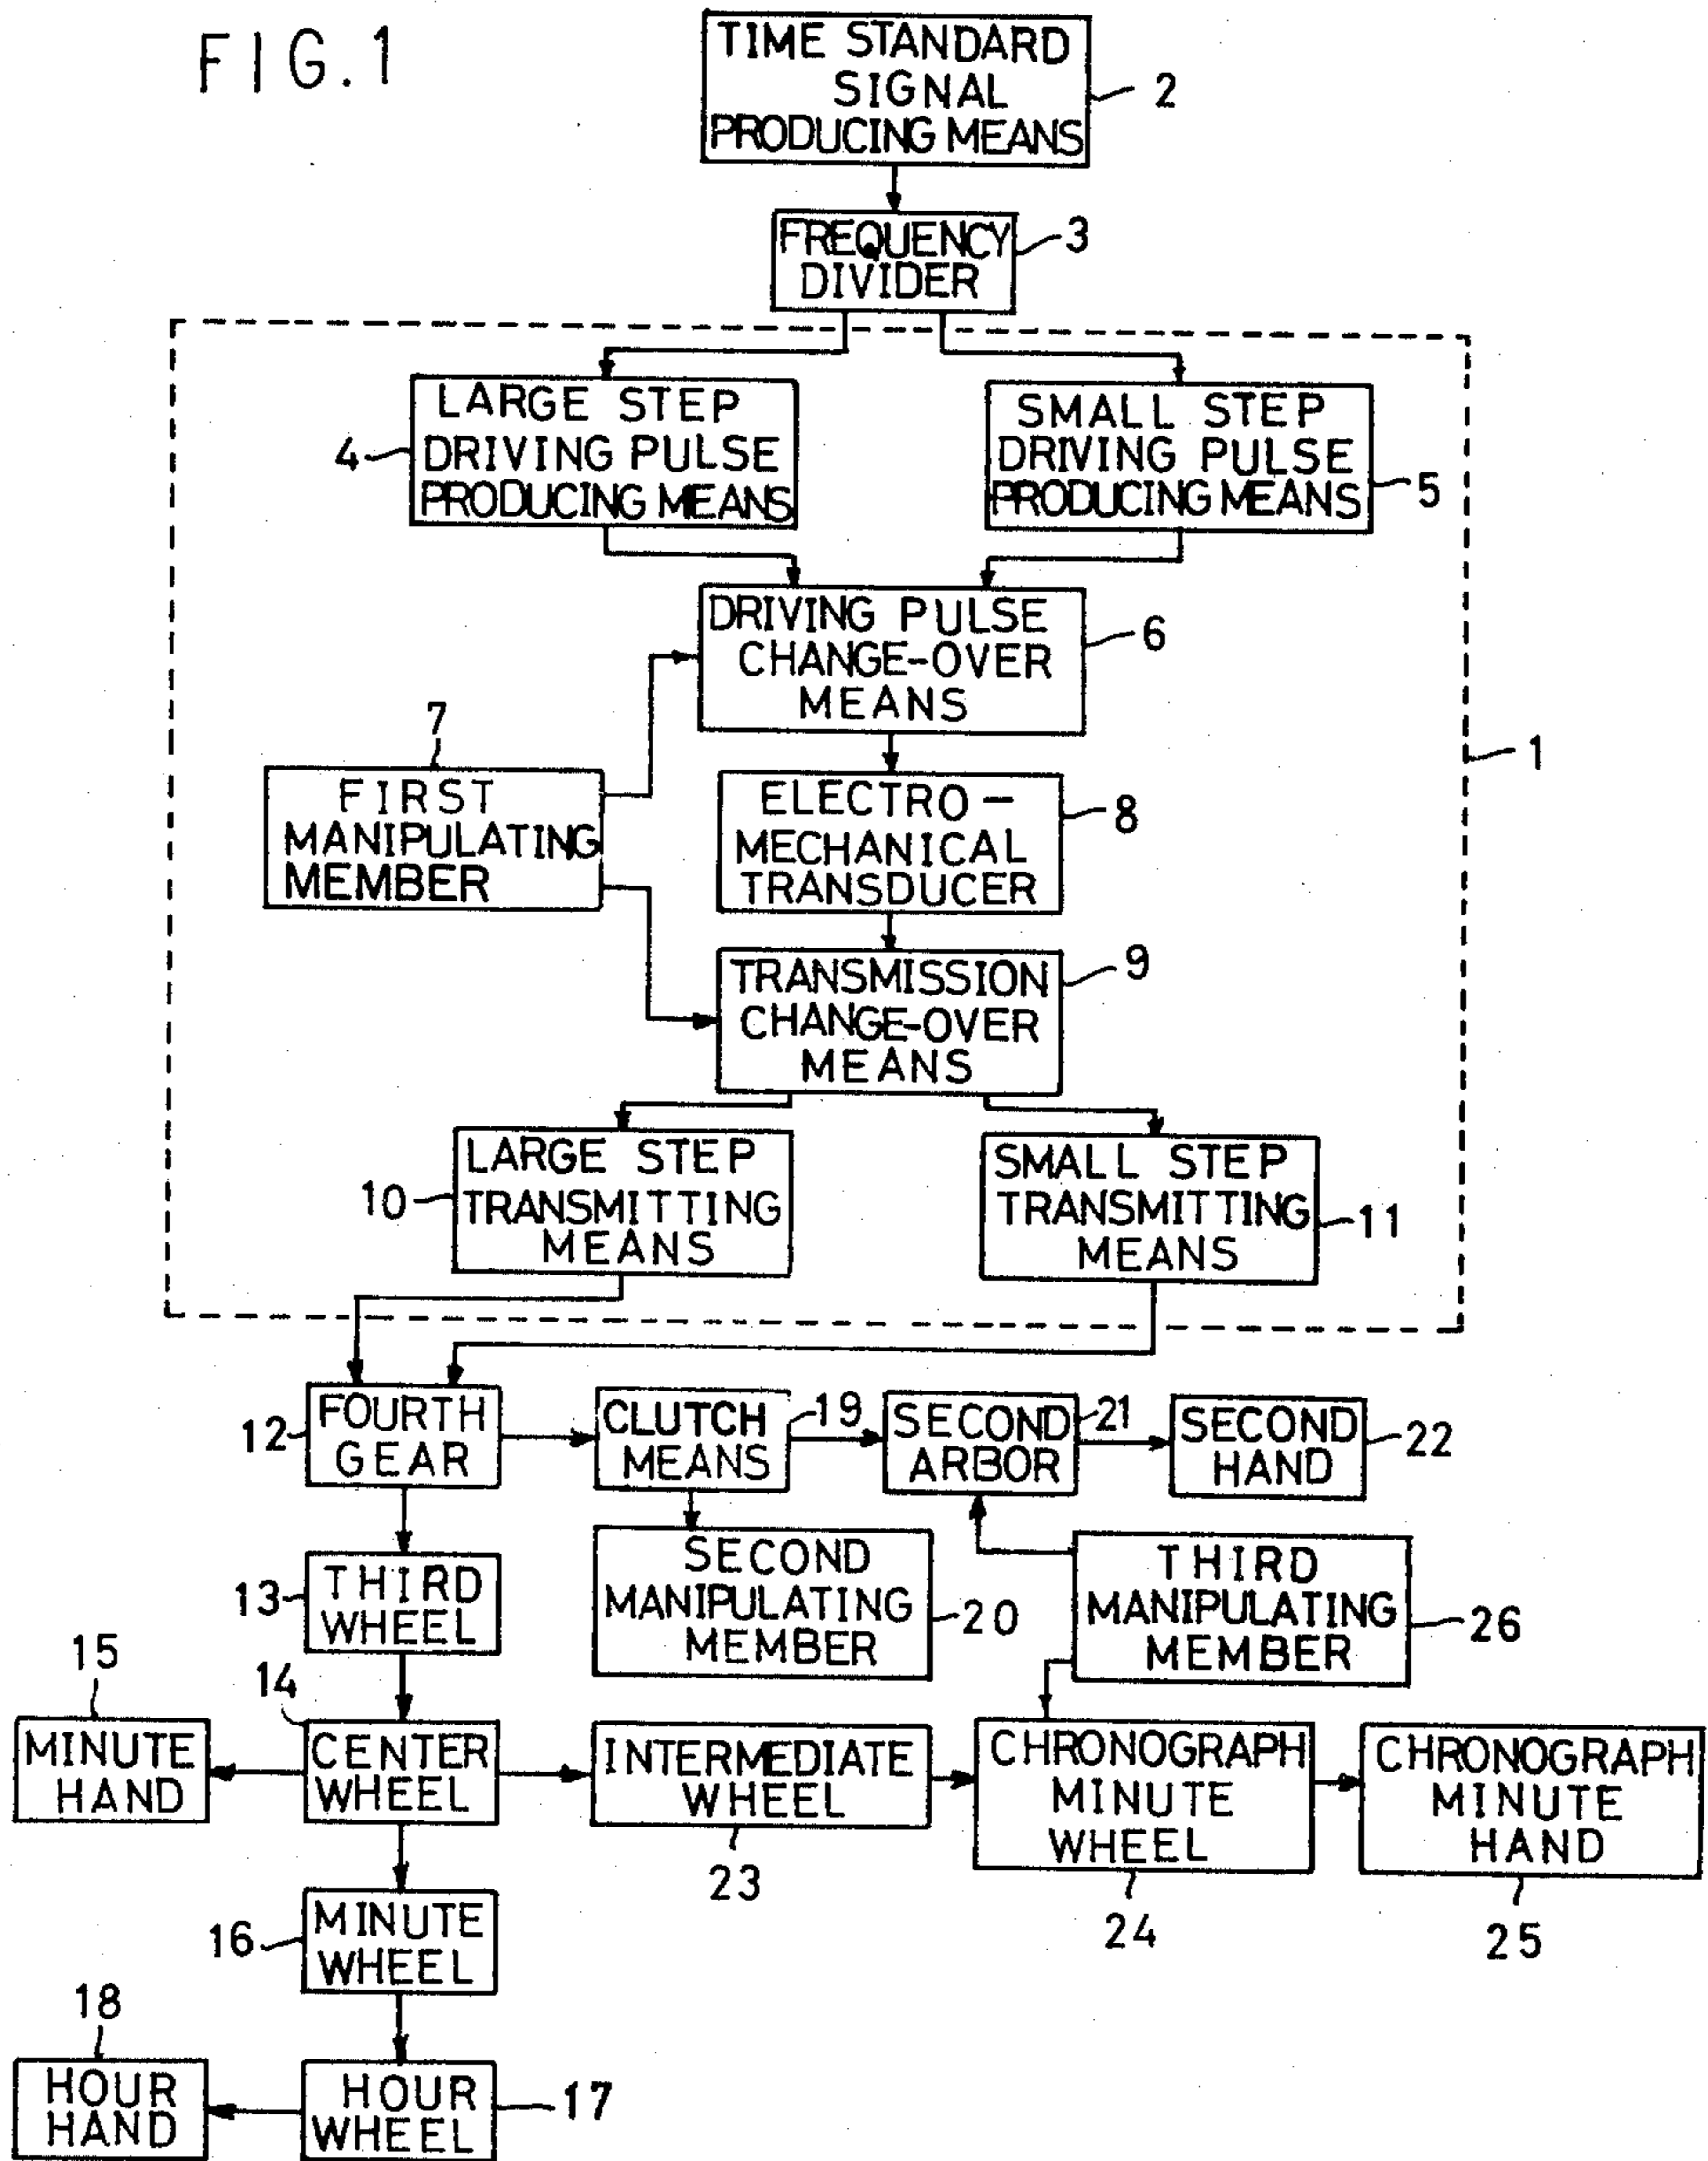 FIG. 1
TIME STANDARD
SIGNAL
PRODUCING MEANS
2
FREQUENCY
DIVIDER
3
LARGE STEP
DRIVING PULSE
PRODUCING MEANS
4
SMALL STEP
DRIVING PULSE
PRODUCING MEANS
5
DRIVING PULSE
CHANGE-OVER
MEANS
6
7
FIRST
MANIPULATING
MEMBER
1
ELECTRO-
MECHANICAL
TRANSDUCER
8
TRANSMISSION
CHANGE-OVER
MEANS
9
LARGE STEP
TRANSMITTING
MEANS
10
SMALL STEP
TRANSMITTING
MEANS
11
12
FOURTH
GEAR
CLUTCH
MEANS
19
SECOND
ARBOR
21
SECOND
HAND
22
13
THIRD
WHEEL
SECOND
MANIPULATING
MEMBER
20
THIRD
MANIPULATING
MEMBER
26
15
MINUTE
HAND
14
CENTER
WHEEL
INTERMEDIATE
WHEEL
23
CHRONOGRAPH
MINUTE
WHEEL
24
CHRONOGRAPH
MINUTE
HAND
25
16
MINUTE
WHEEL
18
HOUR
HAND
HOUR
WHEEL
17